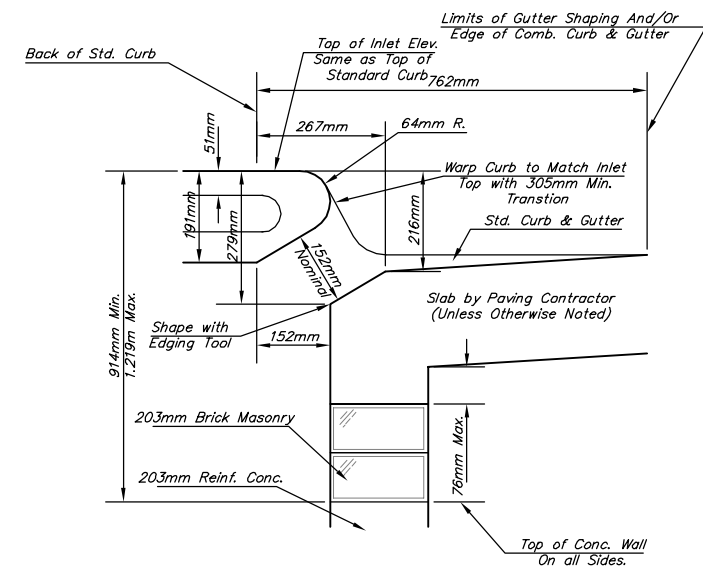 Limits of Gutter Shaping And/Or
Edge of Comb. Curb & Gutter
Back of Std. Curb
Top of Inlet Elev.
Same as Top of
Standard Curb
762mm
267mm
64mm R.
51mm
Warp Curb to Match Inlet
Top with 305mm Min.
Transtion
191mm
279mm
216mm
Std. Curb & Gutter
152mm
Nominal
Slab by Paving Contractor
(Unless Otherwise Noted)
Shape with
Edging Tool
152mm
914mm Min.
1.219m Max.
203mm Brick Masonry
76mm Max.
203mm Reinf. Conc.
Top of Conc. Wall
On all Sides.